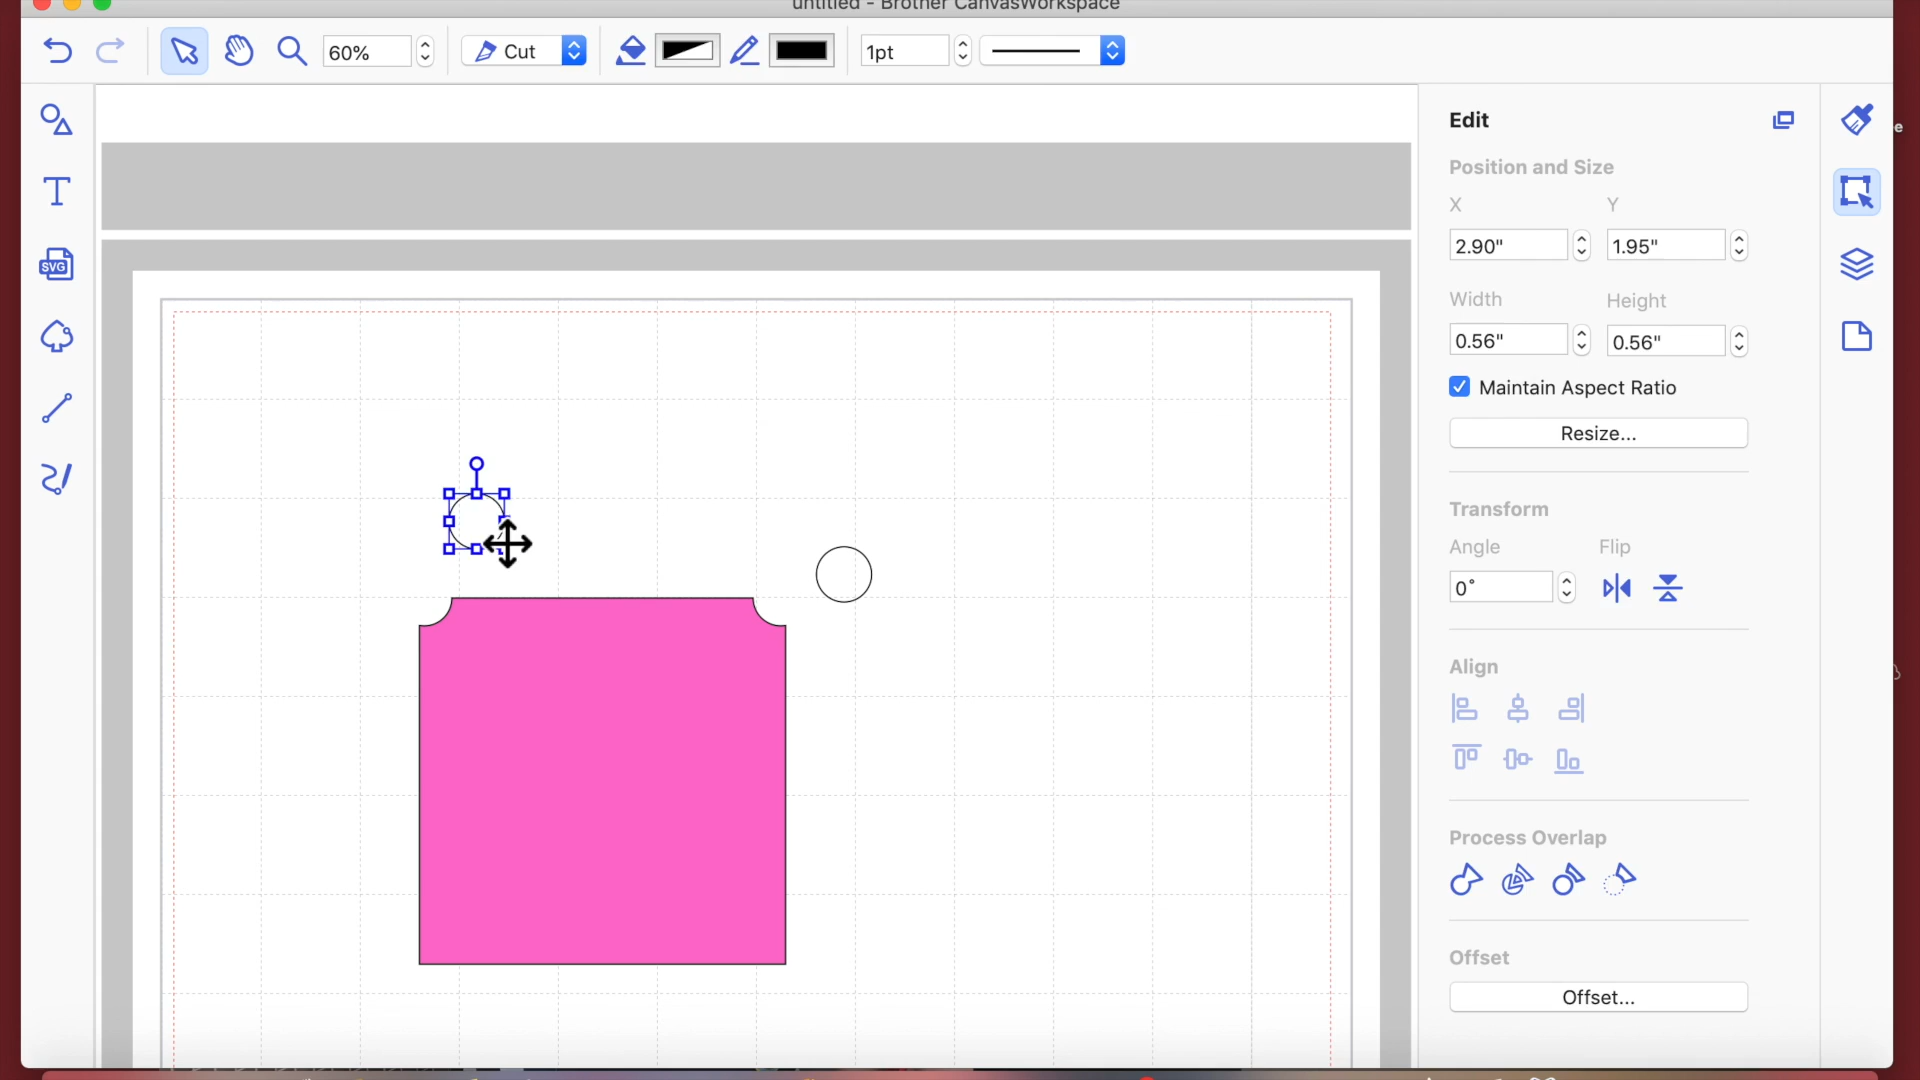 untitled - Brother CanvasWorkspace
60%
Cut
1pt
SVG
Edit
Position and Size
X
Y
2.90"
1.95"
Width
Height
0.56"
0.56"
Maintain Aspect Ratio
Resize...
Transform
Angle
Flip
0°
Align
Process Overlap
Offset
Offset...